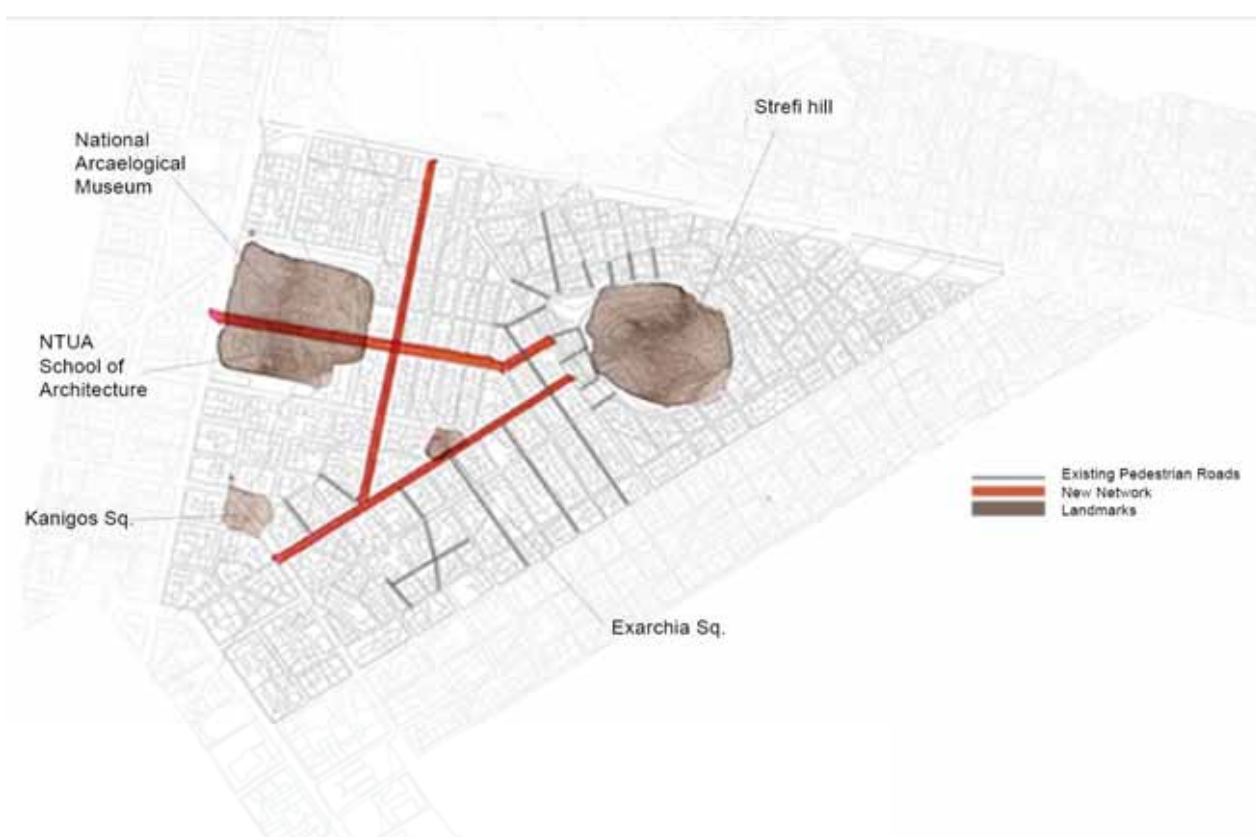 Strefi hill
National
Arcaelogical
Museum
NTUA
School of
Architecture
Kanigos Sq.
Exarchia Sq.
Existing Pedestrian Roads
New Network
Landmarks